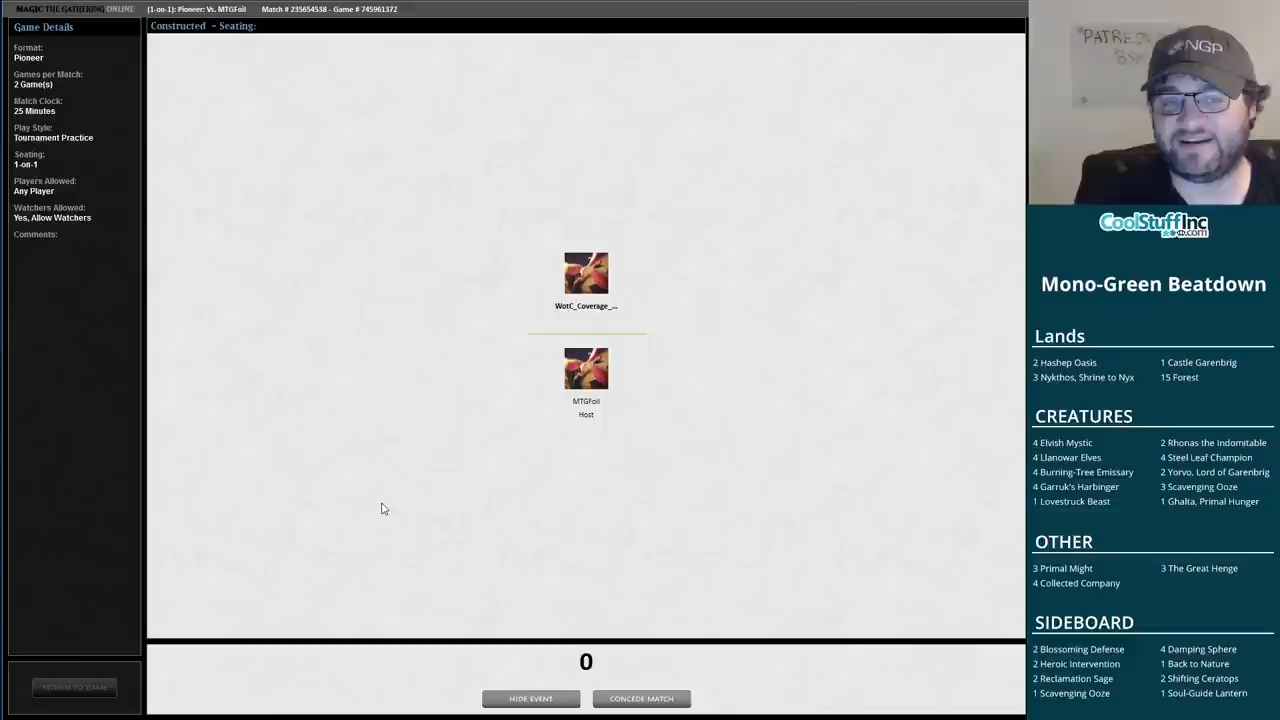 MAGIC THE GATHERING ONLINE
(1-on-1): Pioneer: Vs. MTGFoil Match # 235654538 - Game # 745961372
Game Details
Format:
Pioneer
Games per Match:
2 Game(s)
Match Clock:
25 Minutes
Play Style:
Tournament Practice
Seating:
1-on-1
Players Allowed:
Any Player
Watchers Allowed:
Yes, Allow Watchers
Comments:
RETURN TO GAME
Constructed - Seating:
WotC_Coverage_...
MTGFoil
Host
0
HIDE EVENT CONCEDE MATCH
NGP
CoolStuffInc
.com
Mono-Green Beatdown
Lands
2 Hashep Oasis 1 Castle Garenbrig
3 Nykthos, Shrine to Nyx 15 Forest
CREATURES
4 Elvish Mystic 2 Rhonas the Indomitable
4 Llanowar Elves 4 Steel Leaf Champion
4 Burning-Tree Emissary 2 Yorvo, Lord of Garenbrig
4 Garruk's Harbinger 3 Scavenging Ooze
1 Lovestruck Beast 1 Ghalta, Primal Hunger
OTHER
3 Primal Might 3 The Great Henge
4 Collected Company
SIDEBOARD
2 Blossoming Defense 4 Damping Sphere
2 Heroic Intervention 1 Back to Nature
2 Reclamation Sage 2 Shifting Ceratops
1 Scavenging Ooze 1 Soul-Guide Lantern